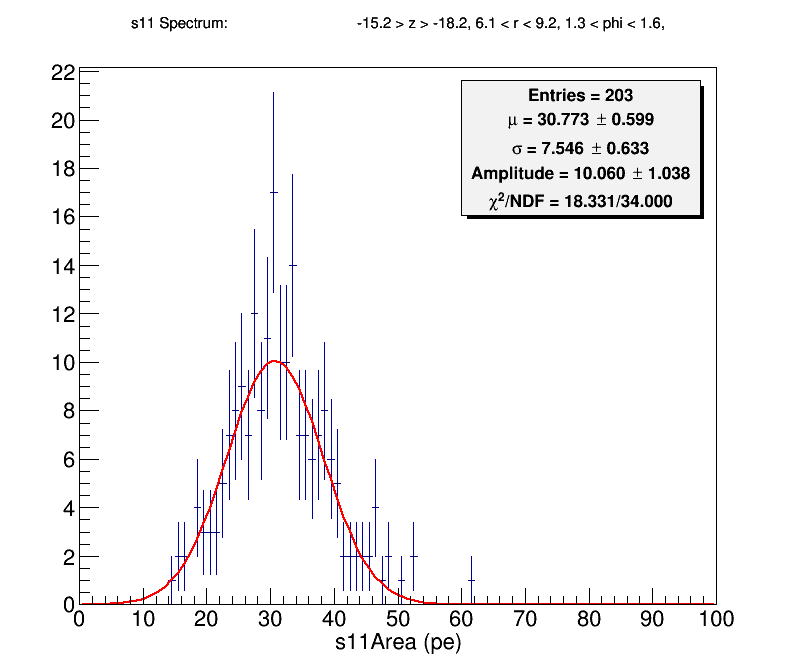 s11 Spectrum: -15.2 > z > -18.2, 6.1 < r < 9.2, 1.3 < phi < 1.6,
Entries = 203
μ = 30.773 ± 0.599
σ = 7.546 ± 0.633
Amplitude = 10.060 ± 1.038
χ²/NDF = 18.331/34.000
22
20
18
16
14
12
10
8
6
4
2
0
0 10 20 30 40 50 60 70 80 90 100
s11Area (pe)